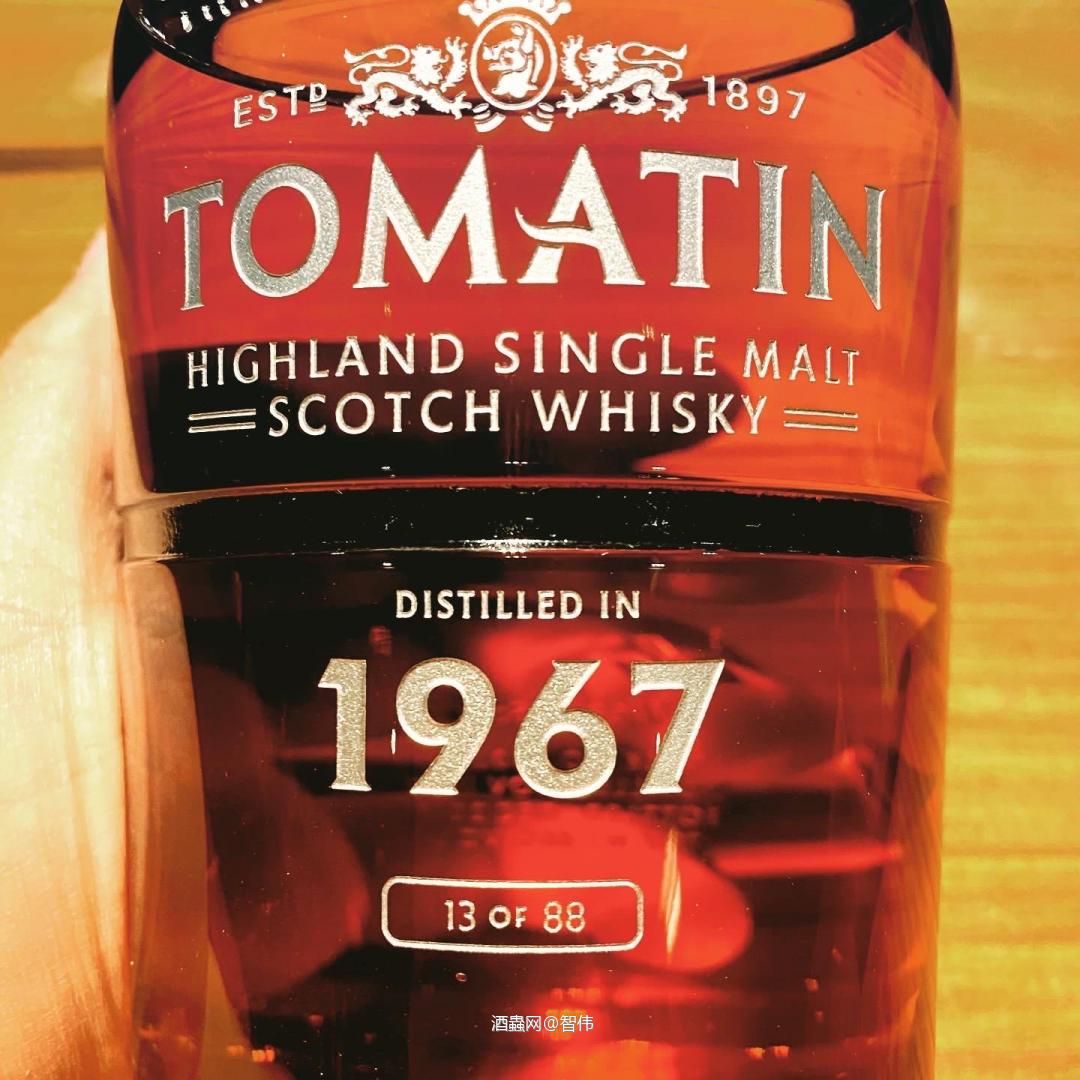 ESTD 1897
TOMATIN
HIGHLAND SINGLE MALT
SCOTCH WHISKY
DISTILLED IN
1967
13 OF 88
酒蟲网@智伟